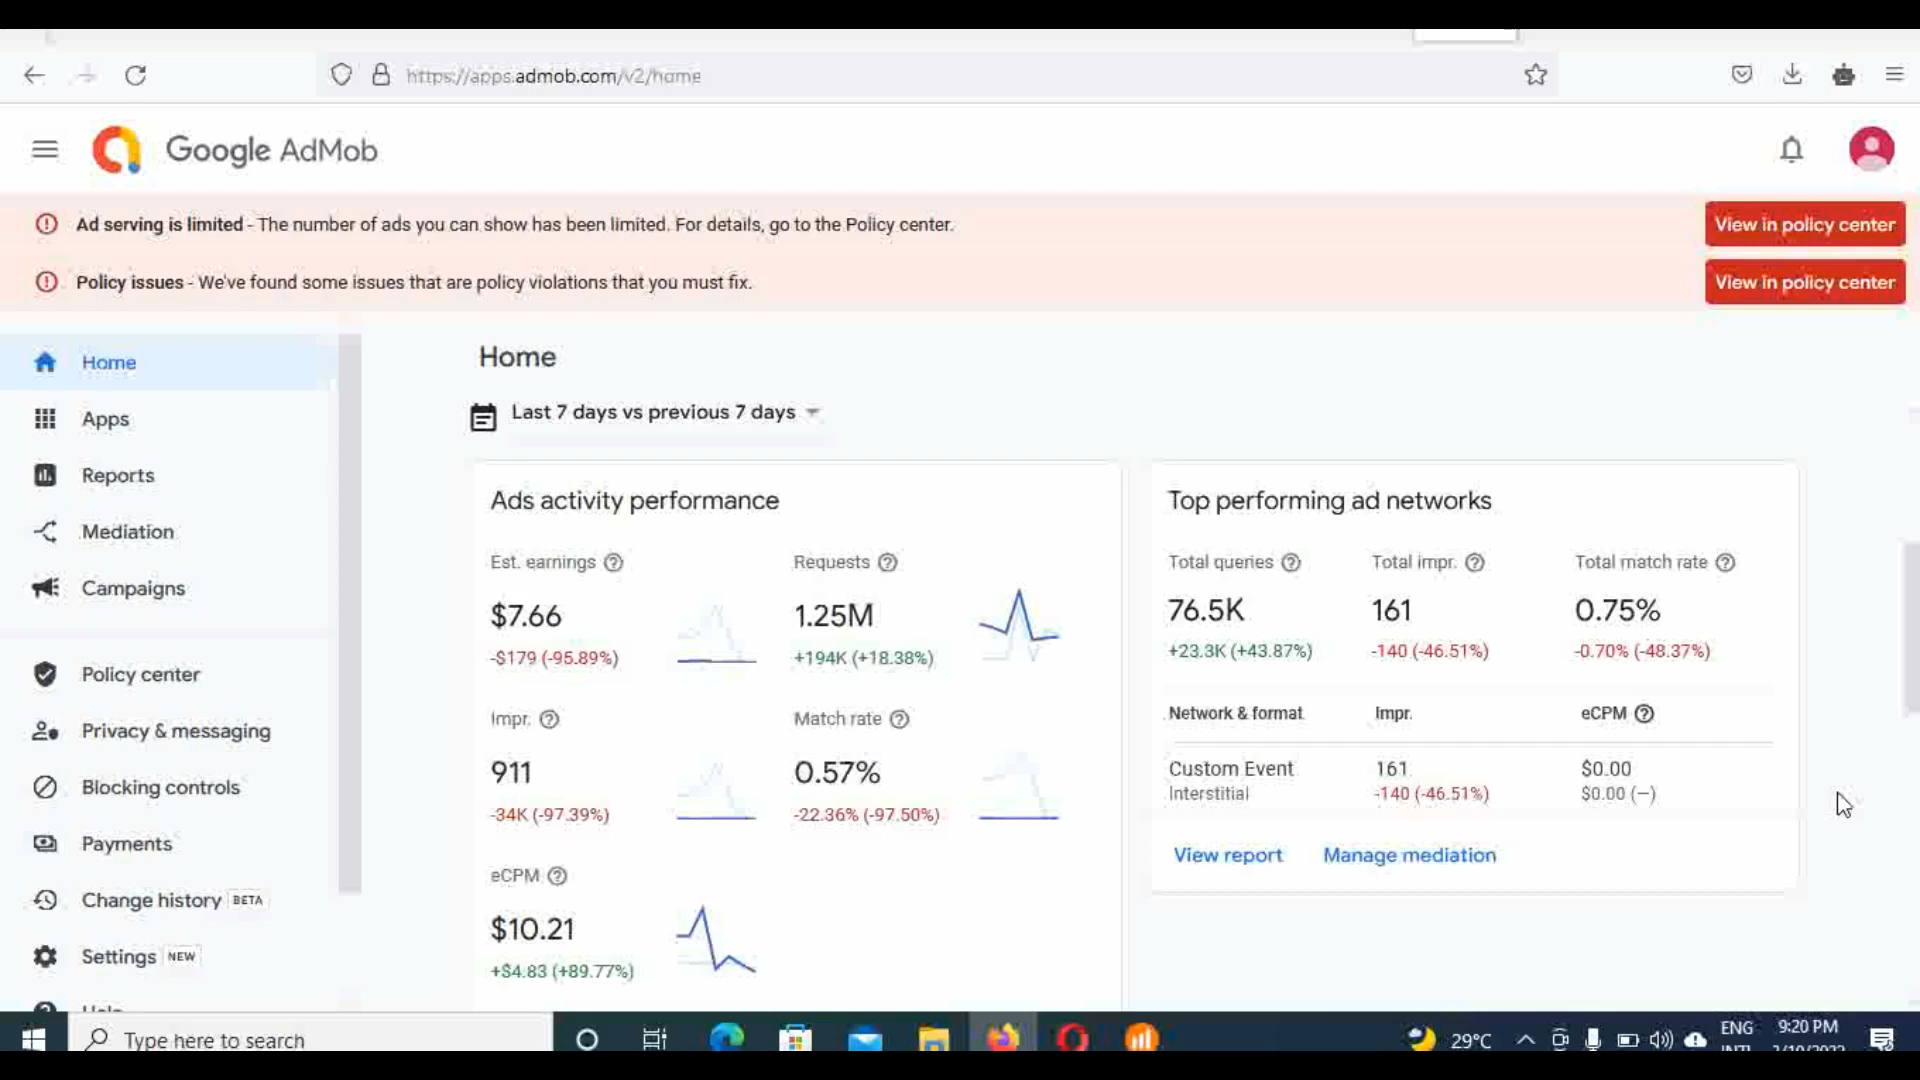 https://apps.admob.com/v2/home
Google AdMob
Ad serving is limited - The number of ads you can show has been limited. For details, go to the Policy center.
View in policy center
Policy issues - We've found some issues that are policy violations that you must fix.
View in policy center
Home
Apps
Reports
Mediation
Campaigns
Policy center
Privacy & messaging
Blocking controls
Payments
Change history BETA
Settings NEW
Home
Last 7 days vs previous 7 days
Ads activity performance
Est. earnings
$7.66
-$179 (-95.89%)
Requests
1.25M
+194K (+18.38%)
Impr.
911
-34K (-97.39%)
Match rate
0.57%
-22.36% (-97.50%)
eCPM
$10.21
+$4.83 (+89.77%)
Top performing ad networks
Total queries Total impr. Total match rate
76.5K 161 0.75%
+23.3K (+43.87%) -140 (-46.51%) -0.70% (-48.37%)
Network & format Impr. eCPM
Custom Event 161 $0.00
Interstitial -140 (-46.51%) $0.00 (—)
View report Manage mediation
Type here to search
29°C
ENG
9:20 PM